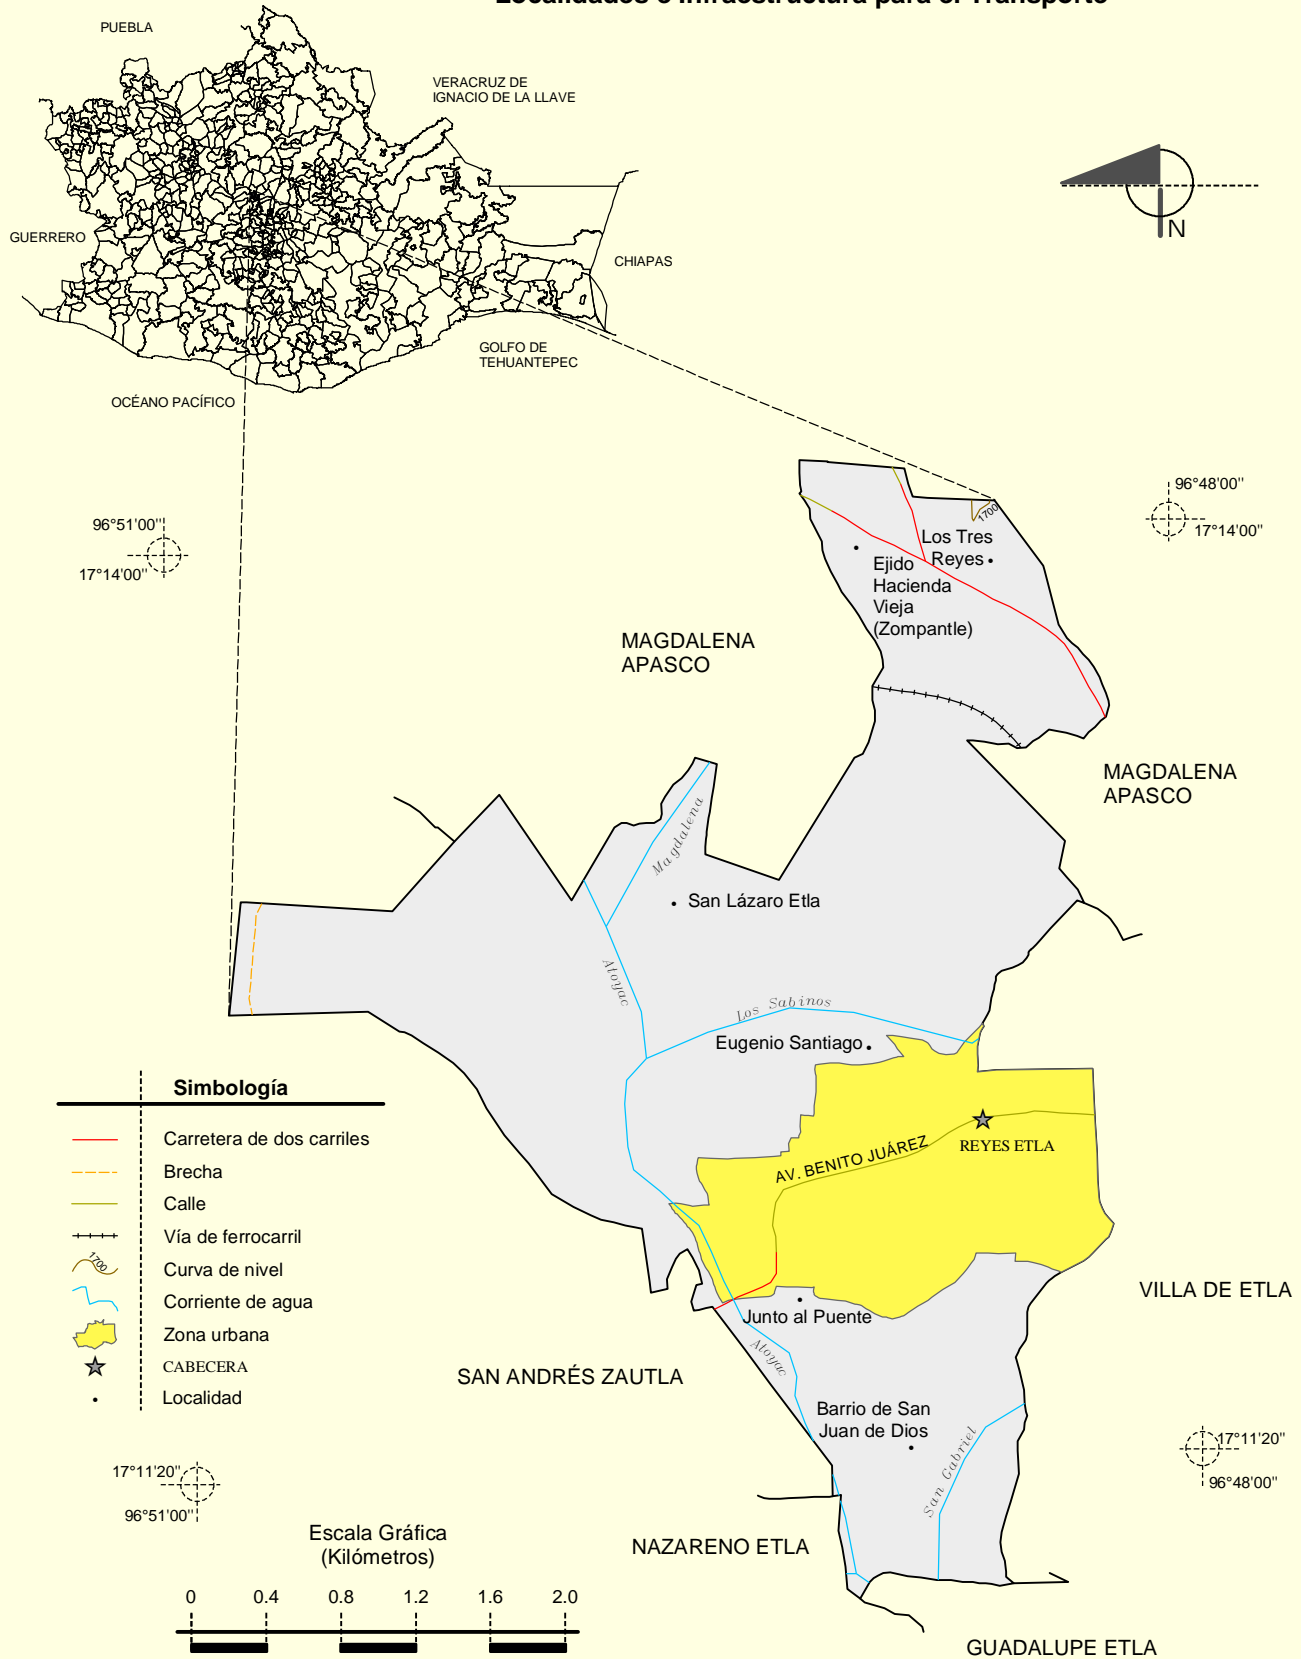 Localidades e Infraestructura para el Transporte
PUEBLA
VERACRUZ DE
IGNACIO DE LA LLAVE
GUERRERO
CHIAPAS
GOLFO DE
TEHUANTEPEC
OCÉANO PACÍFICO
N
96°51'00"
17°14'00"
96°48'00"
17°14'00"
1700
Los Tres
Reyes
Ejido
Hacienda
Vieja
(Zompantle)
MAGDALENA
APASCO
MAGDALENA
APASCO
Magdalena
San Lázaro Etla
Atoyac
Los Sabinos
Eugenio Santiago
AV. BENITO JUÁREZ
REYES ETLA
Simbología
Carretera de dos carriles
Brecha
Calle
Vía de ferrocarril
1700
Curva de nivel
Corriente de agua
Zona urbana
CABECERA
Localidad
VILLA DE ETLA
Junto al Puente
Atoyac
SAN ANDRÉS ZAUTLA
Barrio de San
Juan de Dios
San Gabriel
17°11'20"
96°48'00"
17°11'20"
96°51'00"
Escala Gráfica
(Kilómetros)
0 0.4 0.8 1.2 1.6 2.0
NAZARENO ETLA
GUADALUPE ETLA